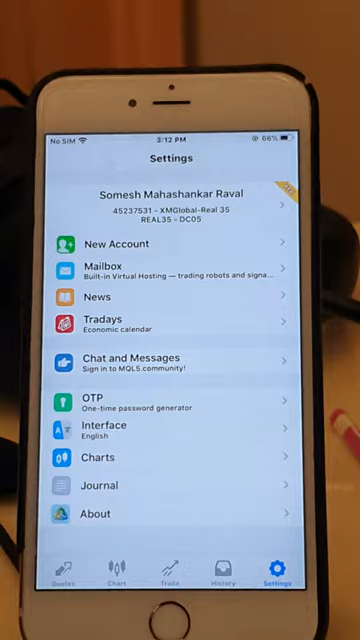 No SIM
3:12 PM
66%
Settings
Somesh Mahashankar Raval
45237531 - XMGlobal-Real 35
REAL35 - DC05
New Account
Mailbox
Built-in Virtual Hosting — trading robots and signa...
News
Tradays
Economic calendar
Chat and Messages
Sign in to MQL5.community!
OTP
One-time password generator
Interface
English
Charts
Journal
About
Quotes
Chart
Trade
History
Settings